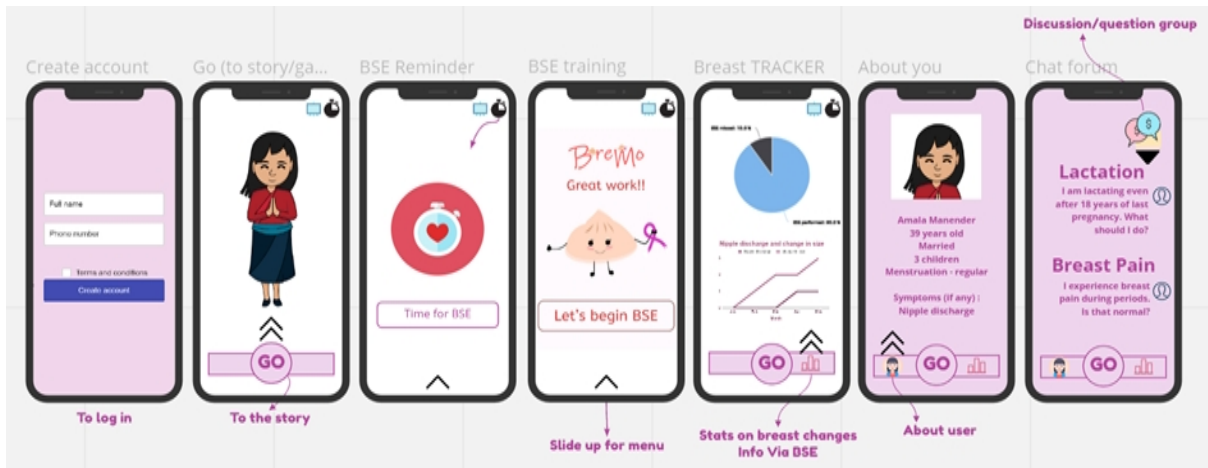 Discussion/question group
Create account
Go (to story/ga...
BSE Reminder
BSE training
Breast TRACKER
About you
Chat forum
Full name
Phone number
Terms and conditions
Create account
GO
Time for BSE
BreMo
Great work!!
Let's begin BSE
Nipple discharge and change in size
GO
Amala Manender
39 years old
Married
3 children
Menstruation - regular
Symptoms (if any) :
Nipple discharge
GO
Lactation
I am lactating even
after 18 years of last
pregnancy. What
should I do?
Breast Pain
I experience breast
pain during periods.
Is that normal?
GO
To log in
To the story
Slide up for menu
Stats on breast changes
Info Via BSE
About user